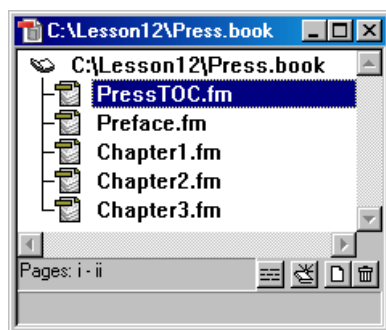 C:\Lesson12\Press.book
C:\Lesson12\Press.book
PressTOC.fm
Preface.fm
Chapter1.fm
Chapter2.fm
Chapter3.fm
Pages: i - ii